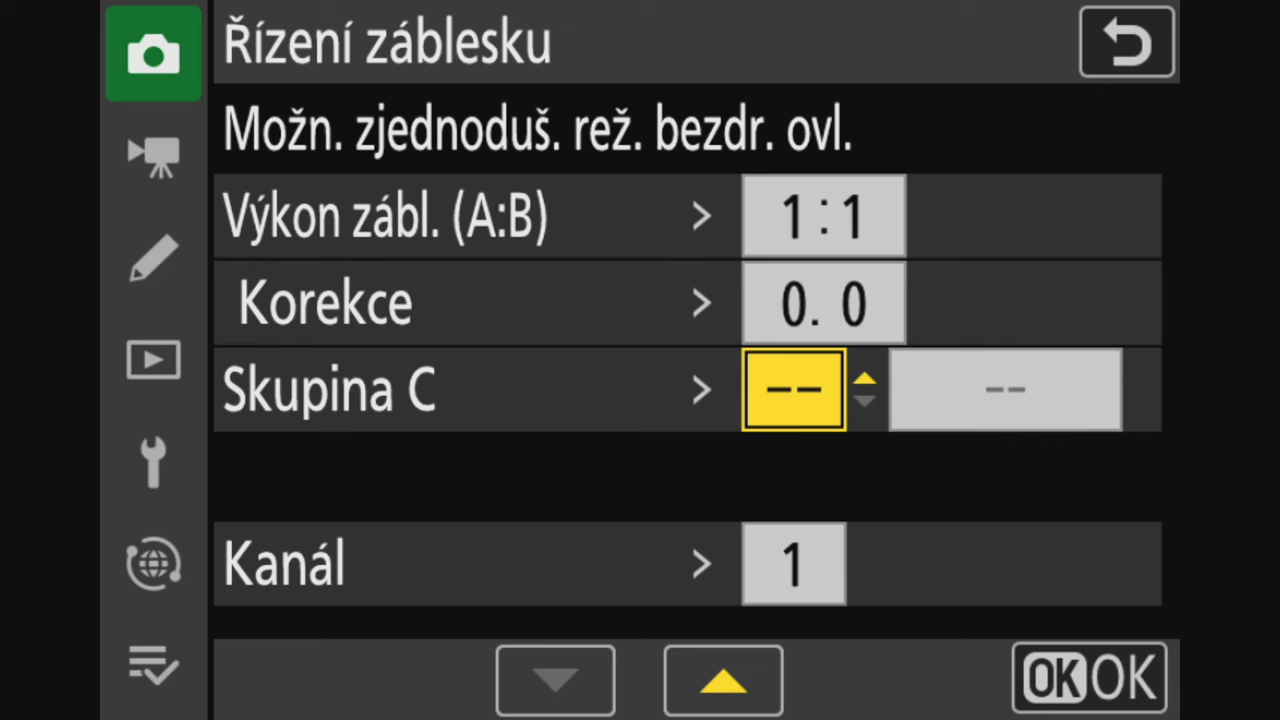 Řízení záblesku
Možn. zjednoduš. rež. bezdr. ovl.
Výkon zábl. (A:B) > 1:1
Korekce > 0. 0
Skupina C > -- --
Kanál > 1
OK OK